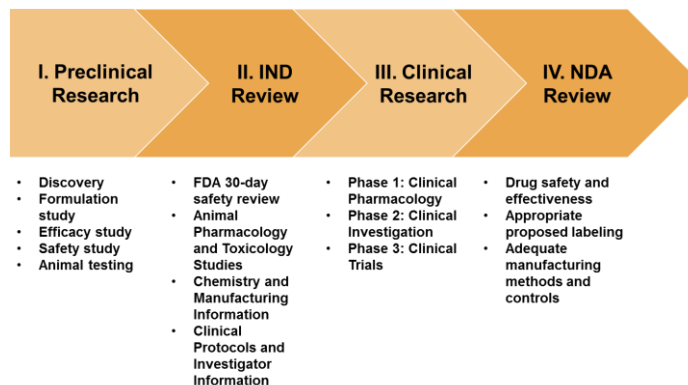 I. Preclinical
Research
II. IND
Review
III. Clinical
Research
IV. NDA
Review
• Discovery
• Formulation
study
• Efficacy study
• Safety study
• Animal testing
• FDA 30-day
safety review
• Animal
Pharmacology
and Toxicology
Studies
• Chemistry and
Manufacturing
Information
• Clinical
Protocols and
Investigator
Information
• Phase 1: Clinical
Pharmacology
• Phase 2: Clinical
Investigation
• Phase 3: Clinical
Trials
• Drug safety and
effectiveness
• Appropriate
proposed labeling
• Adequate
manufacturing
methods and
controls